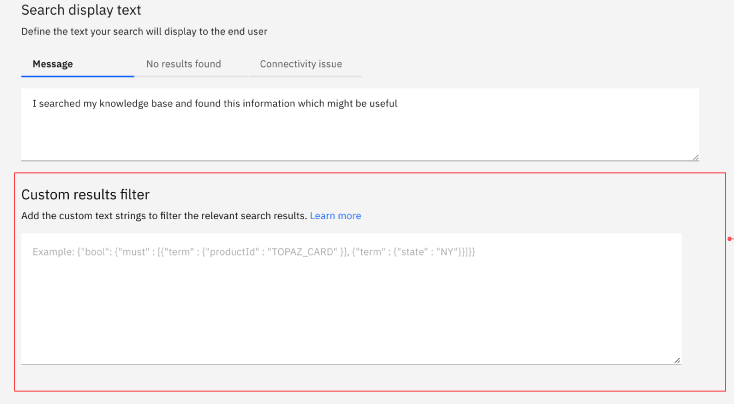 Search display text
Define the text your search will display to the end user
Message No results found Connectivity issue
I searched my knowledge base and found this information which might be useful
Custom results filter
Add the custom text strings to filter the relevant search results. Learn more
Example: {"bool": {"must" : [{"term" : {"productId" : "TOPAZ_CARD" }}, {"term" : {"state" : "NY"}}]}}